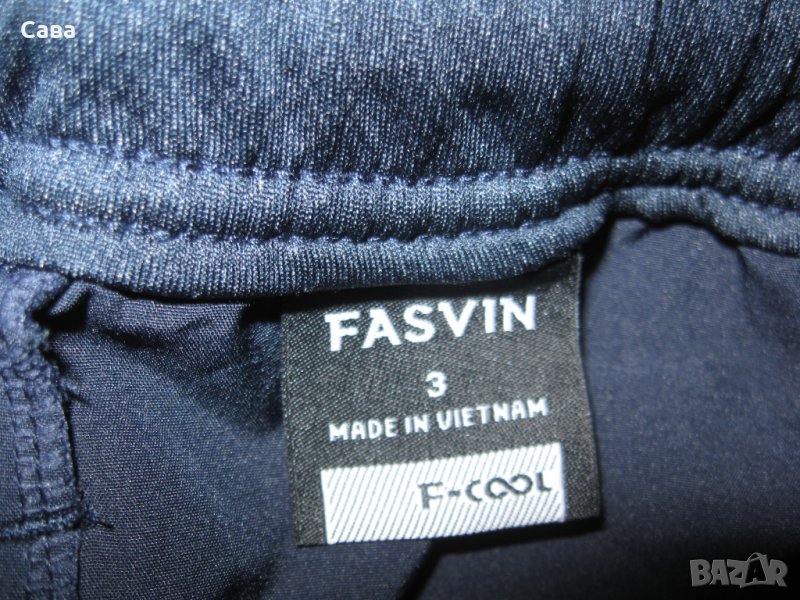 Сава
FASVIN
3
MADE IN VIETNAM
F-COOL
BAZAR